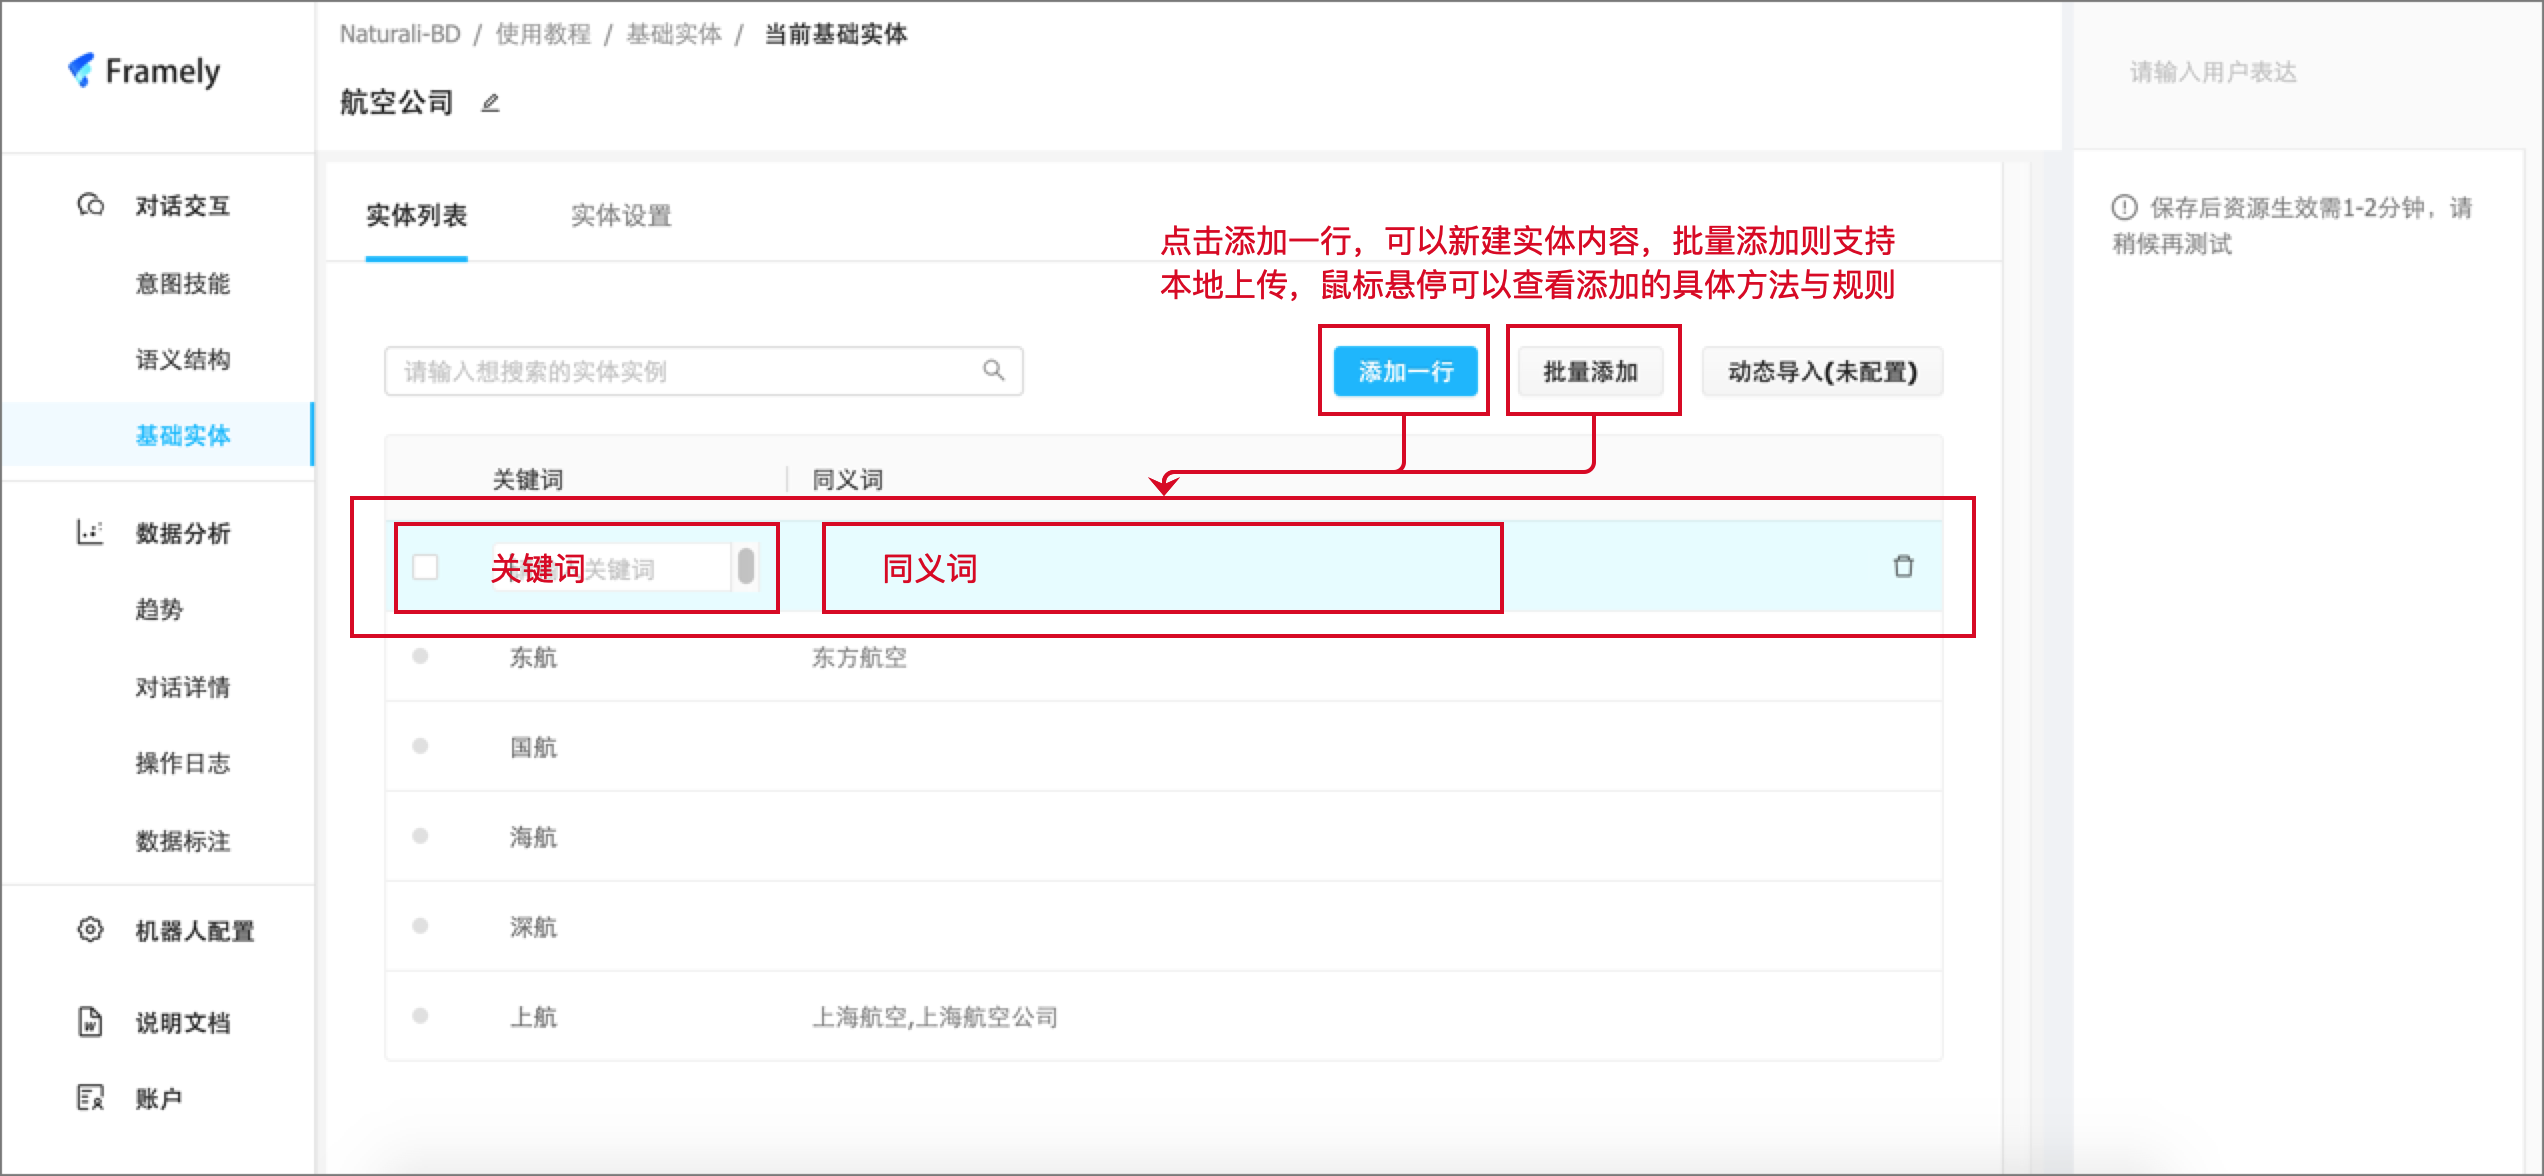 Framely
Naturali-BD / 使用教程 / 基础实体 / 当前基础实体
航空公司
请输入用户表达
对话交互
意图技能
语义结构
基础实体
数据分析
趋势
对话详情
操作日志
数据标注
机器人配置
说明文档
账户
实体列表
实体设置
点击添加一行，可以新建实体内容，批量添加则支持
本地上传，鼠标悬停可以查看添加的具体方法与规则
请输入想搜索的实体实例
添加一行
批量添加
动态导入(未配置)
关键词
同义词
关键词
关键词
同义词
东航
东方航空
国航
海航
深航
上航
上海航空,上海航空公司
保存后资源生效需1-2分钟，请
稍候再测试